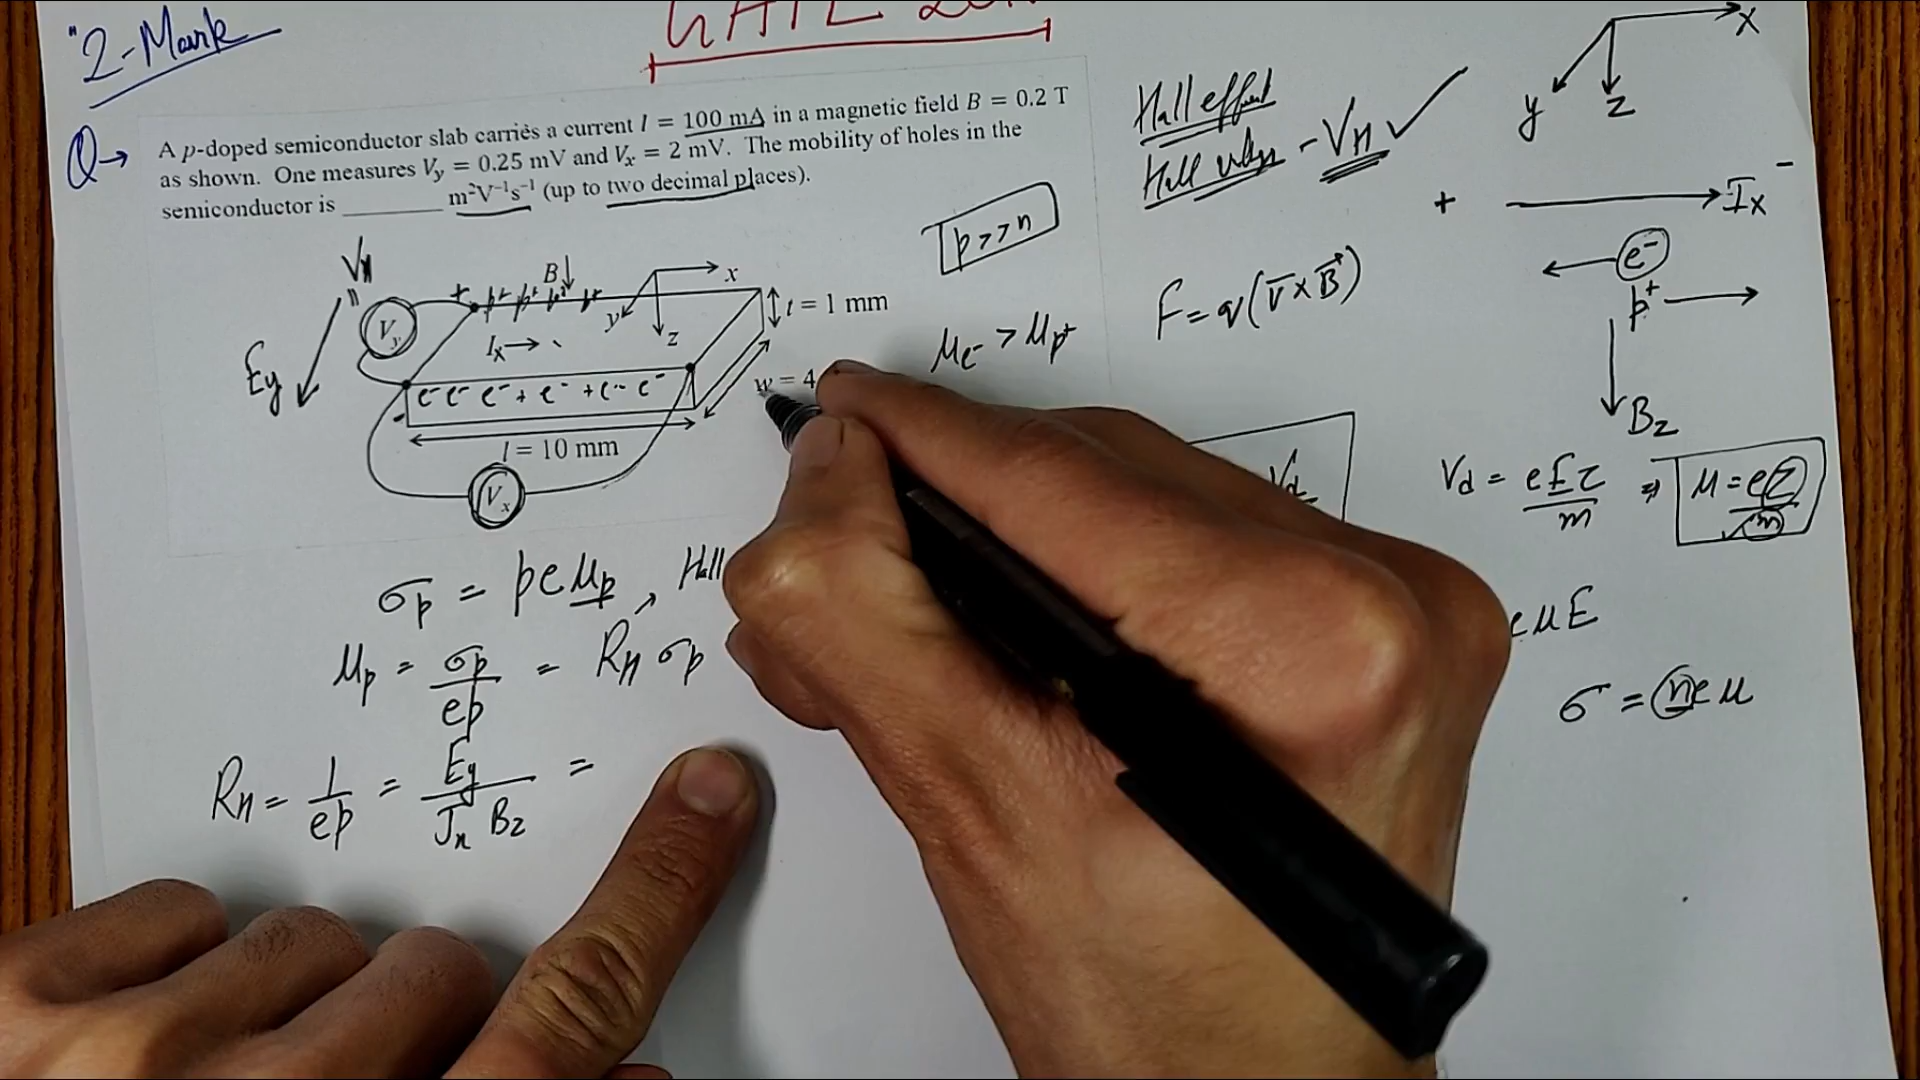 "2-Mark
Q→ A p-doped semiconductor slab carries a current I = 100 mA in a magnetic field B = 0.2 T
as shown. One measures Vy = 0.25 mV and Vx = 2 mV. The mobility of holes in the
semiconductor is ________ m²V⁻¹s⁻¹ (up to two decimal places).
p>>n
VH
Ey
Vy
B↓
x
y
z
Ix→
t = 1 mm
w = 4
e⁻ e⁻ e⁻ + e⁻ + e⁻ e⁻
l = 10 mm
Vx
μe⁻ > μp⁺
σp = peμp, Hall
μp = σp/ep = RH σp
RH = 1/ep = Ey/Jx Bz =
Hall effect
Hall - VH ✓
F = q(V̄×B⃗)
X
y
Z
+ → Ix -
e⁻
p⁺
Bz
Vd = eEτ/m ⇒ μ = eτ/m
Vd
eμE
σ = neμ